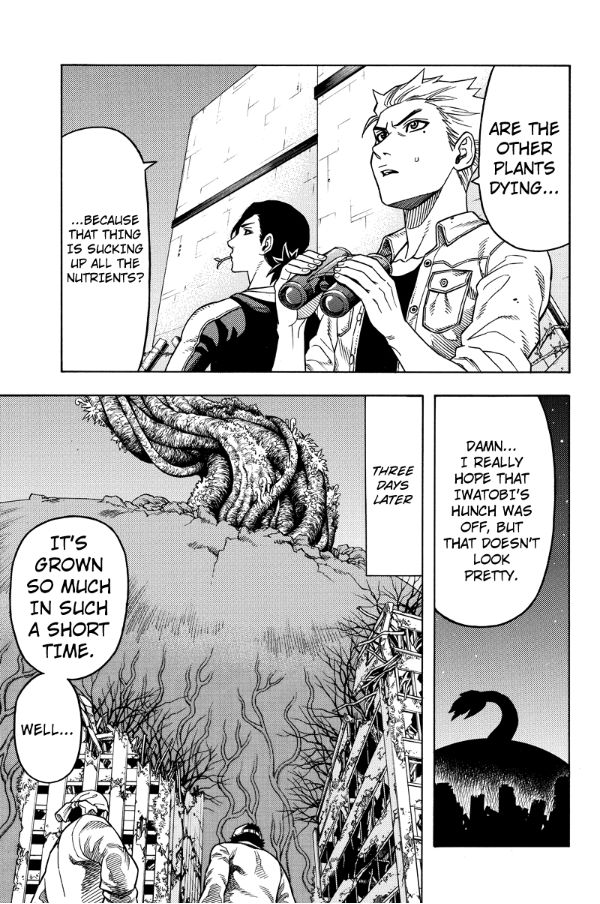 ARE THE
OTHER
PLANTS
DYING...
...BECAUSE
THAT THING
IS SUCKING
UP ALL THE
NUTRIENTS?
DAMN...
I REALLY
HOPE THAT
IWATOBI'S
HUNCH WAS
OFF, BUT
THAT DOESN'T
LOOK
PRETTY.
THREE
DAYS
LATER
IT'S
GROWN
SO MUCH
IN SUCH
A SHORT
TIME.
WELL...